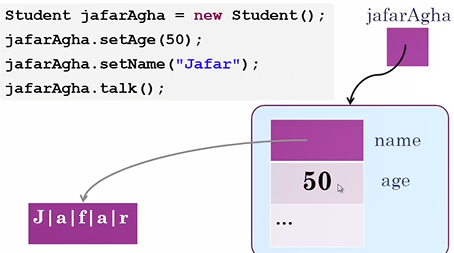 Student jafarAgha = new Student();
jafarAgha.setAge(50);
jafarAgha.setName("Jafar");
jafarAgha.talk();
jafarAgha
name
50 age
...
J|a|f|a|r